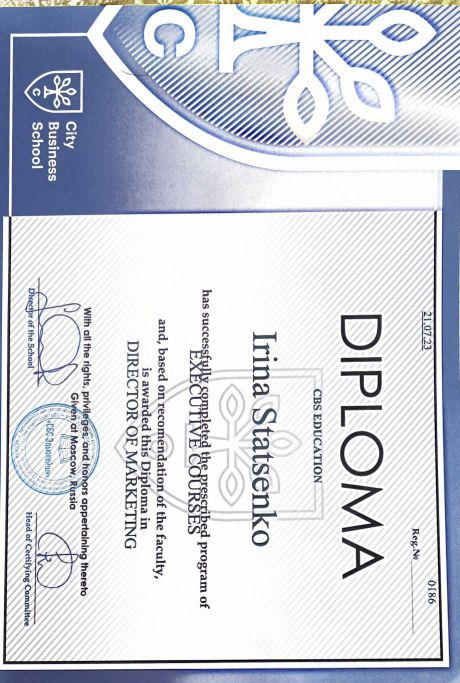 City
Business
School
C
21.07.23
Reg.№ 0186
DIPLOMA
CBS EDUCATION
Irina Statsenko
has successfully completed the prescribed program of
EXECUTIVE COURSES
and, based on recomendation of the faculty,
is awarded this Diploma in
DIRECTOR OF MARKETING
With all the rights, privileges, and honors appertaining thereto
Given at Moscow, Russia
Director of the School
Head of Certifying Committee